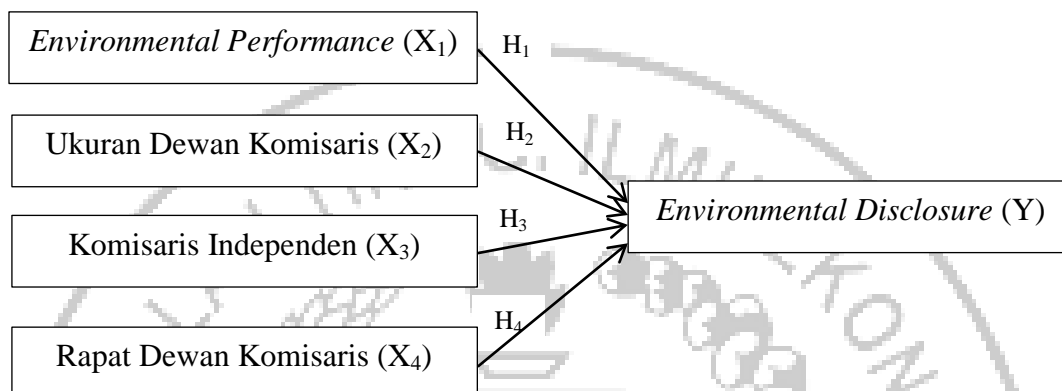 Environmental Performance (X₁)
H₁
Ukuran Dewan Komisaris (X₂)
H₂
Environmental Disclosure (Y)
Komisaris Independen (X₃)
H₃
Rapat Dewan Komisaris (X₄)
H₄